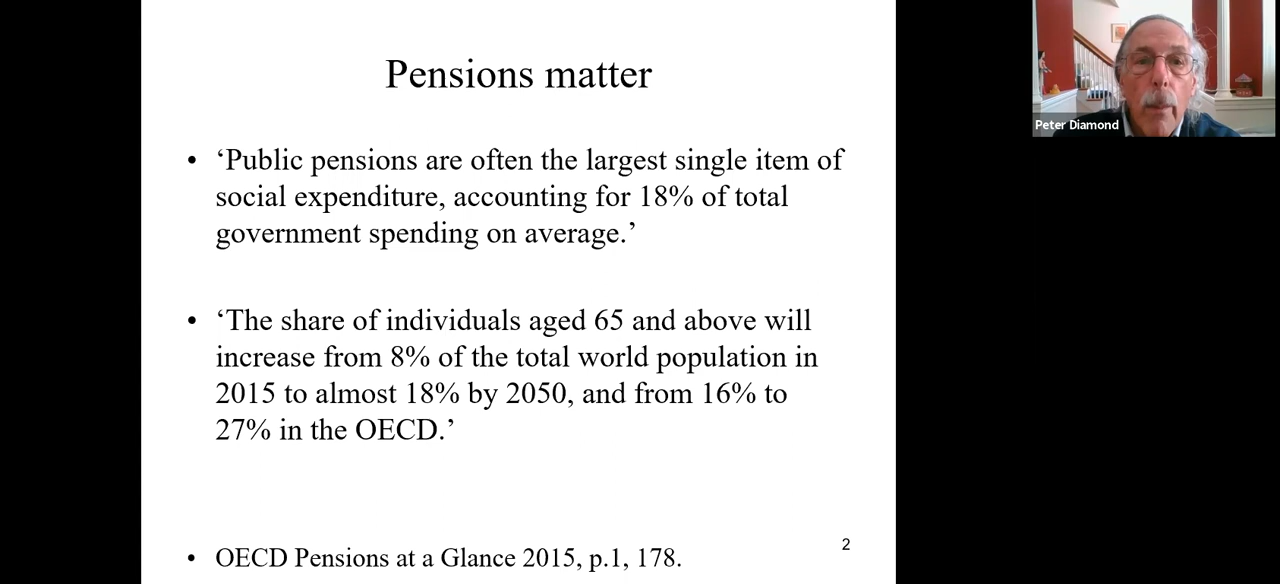 Pensions matter
• ‘Public pensions are often the largest single item of
social expenditure, accounting for 18% of total
government spending on average.’
• ‘The share of individuals aged 65 and above will
increase from 8% of the total world population in
2015 to almost 18% by 2050, and from 16% to
27% in the OECD.’
• OECD Pensions at a Glance 2015, p.1, 178.
2
Peter Diamond